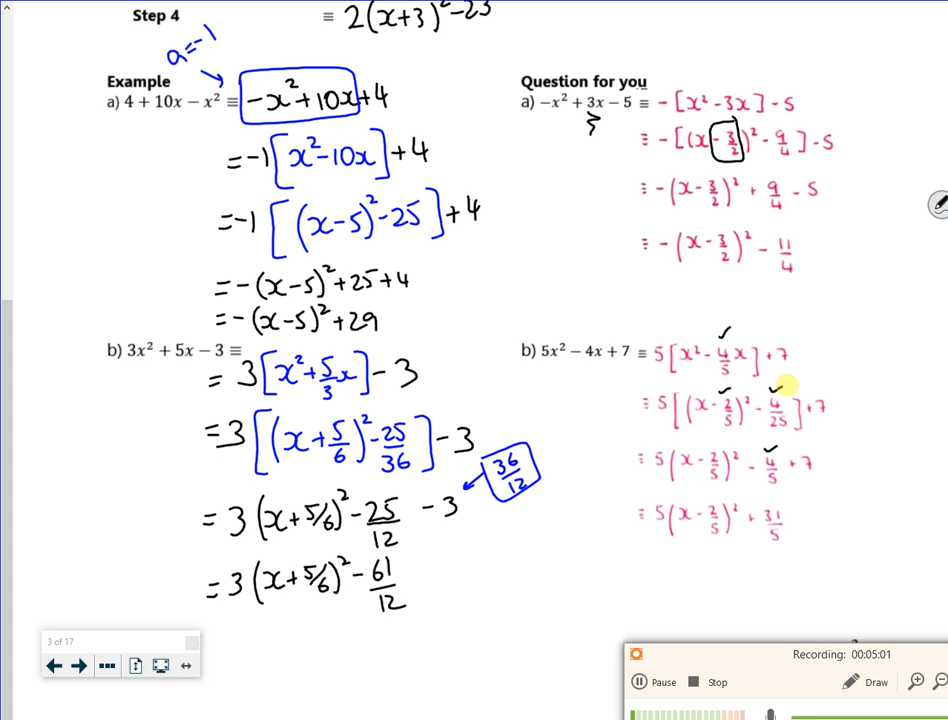 Step 4
≡ 2(x+3)² - 23
a=-1
Example
a) 4 + 10x − x² ≡ -x² + 10x + 4
= -1[x² - 10x] + 4
= -1[(x-5)² - 25] + 4
= -(x-5)² + 25 + 4
= -(x-5)² + 29
b) 3x² + 5x − 3 ≡
= 3[x² + 5/3 x] - 3
= 3[(x + 5/6)² - 25/36] - 3
36/12
= 3(x + 5/6)² - 25/12 - 3
= 3(x + 5/6)² - 61/12
Question for you
a) −x² + 3x − 5 ≡ -[x² - 3x] - 5
≡ -[(x - 3/2)² - 9/4] - 5
≡ -(x - 3/2)² + 9/4 - 5
≡ -(x - 3/2)² - 11/4
b) 5x² − 4x + 7 ≡ 5[x² - 4/5 x] + 7
≡ 5[(x - 2/5)² - 4/25] + 7
≡ 5(x - 2/5)² - 4/5 + 7
≡ 5(x - 2/5)² + 31/5
3 of 17
Recording: 00:05:01
Pause Stop Draw